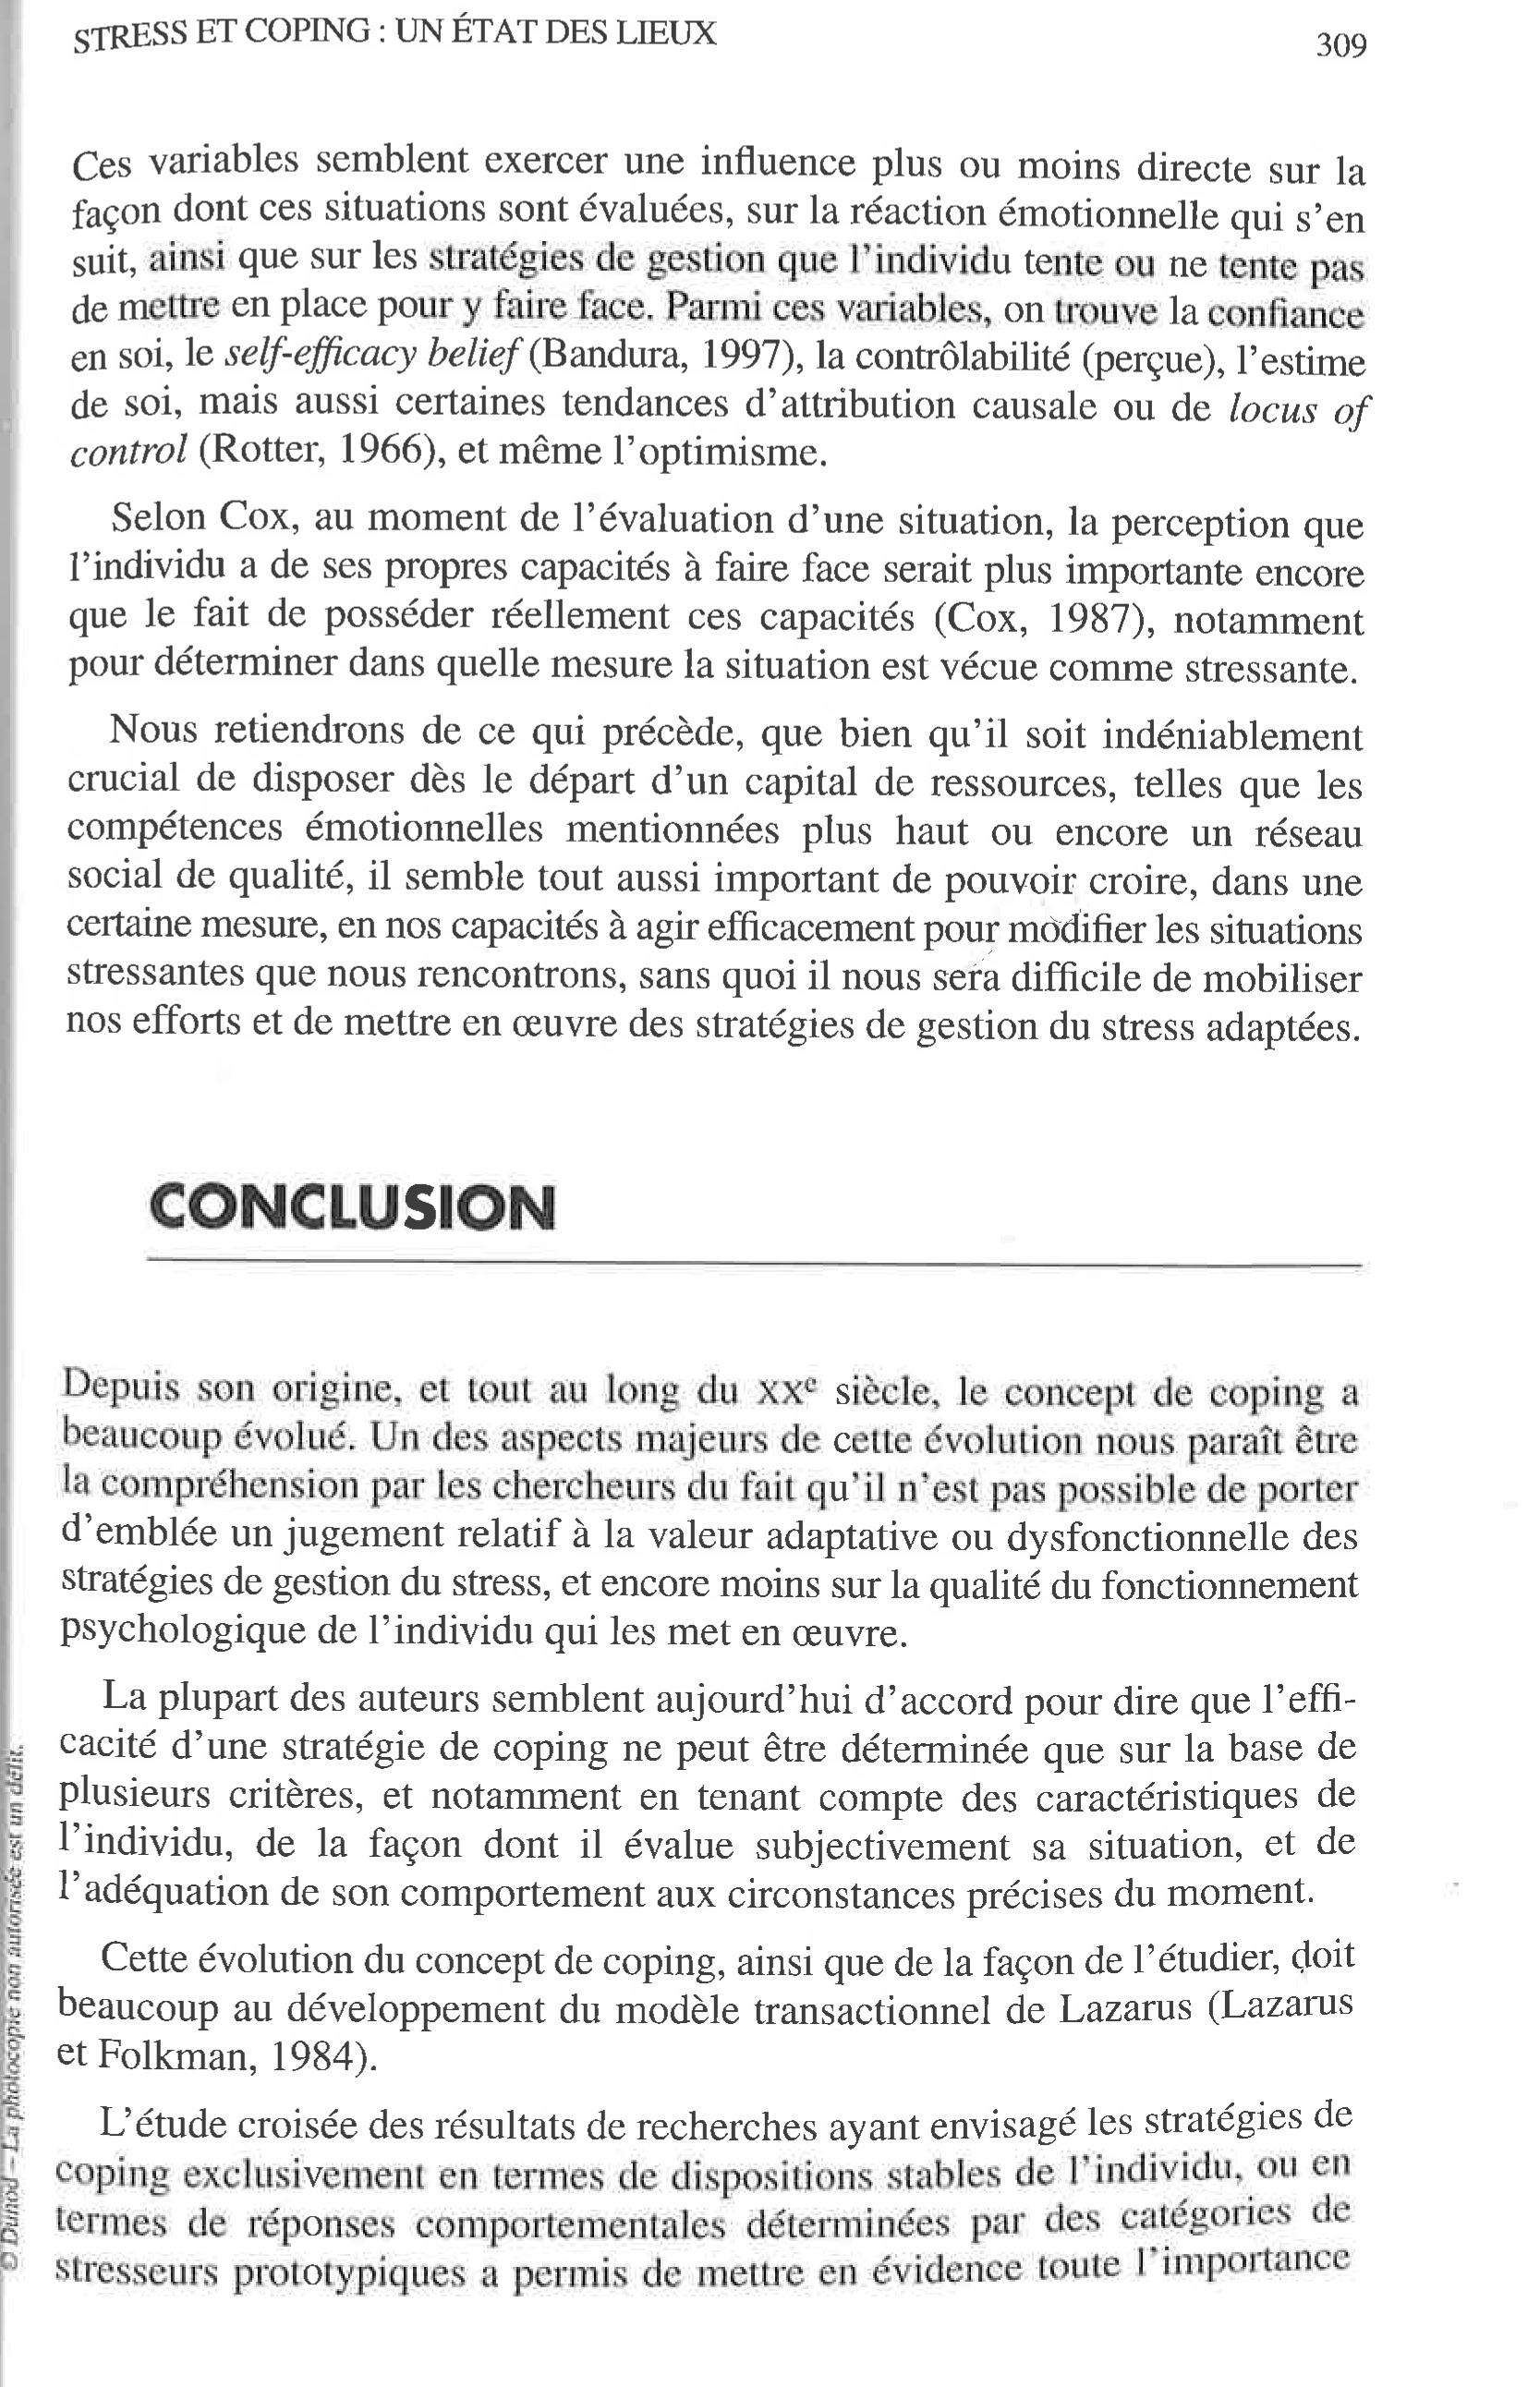 STRESS ET COPING : UN ÉTAT DES LIEUX
309
Ces variables semblent exercer une influence plus ou moins directe sur la
façon dont ces situations sont évaluées, sur la réaction émotionnelle qui s’en
suit, ainsi que sur les stratégies de gestion que l’individu tente ou ne tente pas
de mettre en place pour y faire face. Parmi ces variables, on trouve la confiance
en soi, le self-efficacy belief (Bandura, 1997), la contrôlabilité (perçue), l’estime
de soi, mais aussi certaines tendances d’attribution causale ou de locus of
control (Rotter, 1966), et même l’optimisme.
Selon Cox, au moment de l’évaluation d’une situation, la perception que
l’individu a de ses propres capacités à faire face serait plus importante encore
que le fait de posséder réellement ces capacités (Cox, 1987), notamment
pour déterminer dans quelle mesure la situation est vécue comme stressante.
Nous retiendrons de ce qui précède, que bien qu’il soit indéniablement
crucial de disposer dès le départ d’un capital de ressources, telles que les
compétences émotionnelles mentionnées plus haut ou encore un réseau
social de qualité, il semble tout aussi important de pouvoir croire, dans une
certaine mesure, en nos capacités à agir efficacement pour modifier les situations
stressantes que nous rencontrons, sans quoi il nous sera difficile de mobiliser
nos efforts et de mettre en œuvre des stratégies de gestion du stress adaptées.
CONCLUSION
Depuis son origine, et tout au long du XXe siècle, le concept de coping a
beaucoup évolué. Un des aspects majeurs de cette évolution nous paraît être
la compréhension par les chercheurs du fait qu’il n’est pas possible de porter
d’emblée un jugement relatif à la valeur adaptative ou dysfonctionnelle des
stratégies de gestion du stress, et encore moins sur la qualité du fonctionnement
psychologique de l’individu qui les met en œuvre.
La plupart des auteurs semblent aujourd’hui d’accord pour dire que l’effi-
cacité d’une stratégie de coping ne peut être déterminée que sur la base de
plusieurs critères, et notamment en tenant compte des caractéristiques de
l’individu, de la façon dont il évalue subjectivement sa situation, et de
l’adéquation de son comportement aux circonstances précises du moment.
Cette évolution du concept de coping, ainsi que de la façon de l’étudier, doit
beaucoup au développement du modèle transactionnel de Lazarus (Lazarus
et Folkman, 1984).
L’étude croisée des résultats de recherches ayant envisagé les stratégies de
coping exclusivement en termes de dispositions stables de l’individu, ou en
termes de réponses comportementales déterminées par des catégories de
stresseurs prototypiques a permis de mettre en évidence toute l’importance
© Dunod – La photocopie non autorisée est un délit.